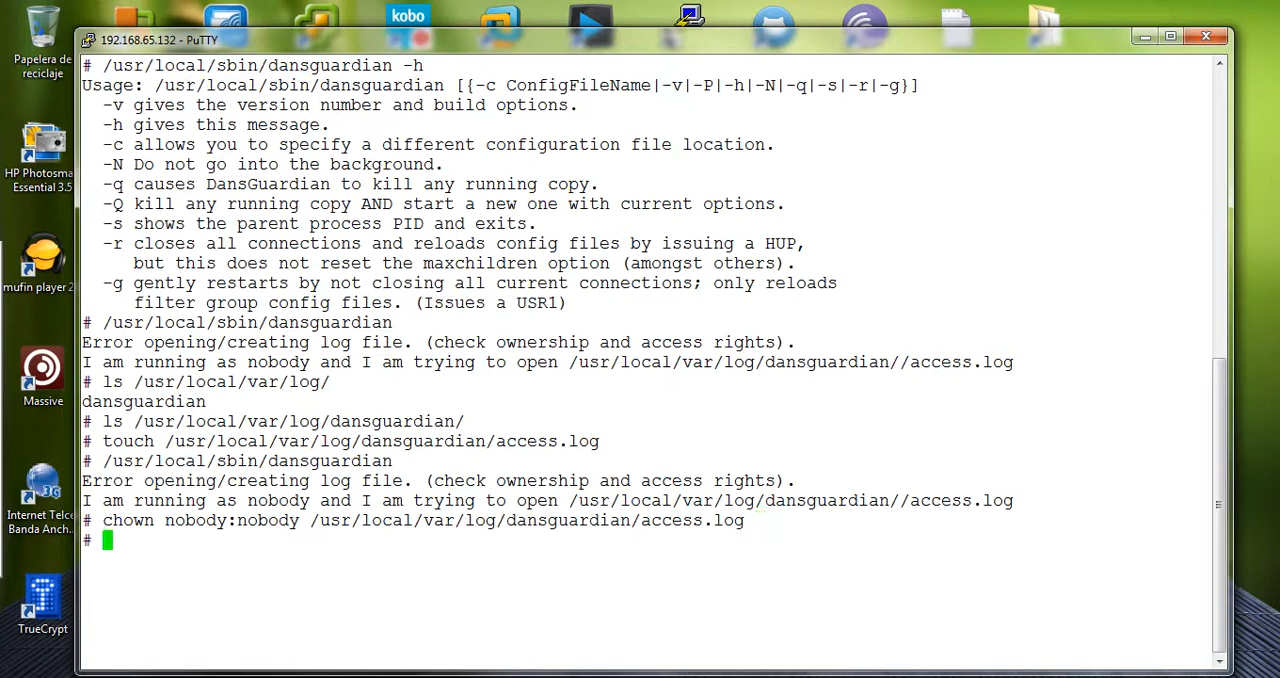 kobo
192.168.65.132 - PuTTY
Papelera de
reciclaje
HP Photosma
Essential 3.5
mufin player 2
Massive
Internet Telce
Banda Anch...
TrueCrypt
# /usr/local/sbin/dansguardian -h
Usage: /usr/local/sbin/dansguardian [{-c ConfigFileName|-v|-P|-h|-N|-q|-s|-r|-g}]
-v gives the version number and build options.
-h gives this message.
-c allows you to specify a different configuration file location.
-N Do not go into the background.
-q causes DansGuardian to kill any running copy.
-Q kill any running copy AND start a new one with current options.
-s shows the parent process PID and exits.
-r closes all connections and reloads config files by issuing a HUP,
but this does not reset the maxchildren option (amongst others).
-g gently restarts by not closing all current connections; only reloads
filter group config files. (Issues a USR1)
# /usr/local/sbin/dansguardian
Error opening/creating log file. (check ownership and access rights).
I am running as nobody and I am trying to open /usr/local/var/log/dansguardian//access.log
# ls /usr/local/var/log/
dansguardian
# ls /usr/local/var/log/dansguardian/
# touch /usr/local/var/log/dansguardian/access.log
# /usr/local/sbin/dansguardian
Error opening/creating log file. (check ownership and access rights).
I am running as nobody and I am trying to open /usr/local/var/log/dansguardian//access.log
# chown nobody:nobody /usr/local/var/log/dansguardian/access.log
#